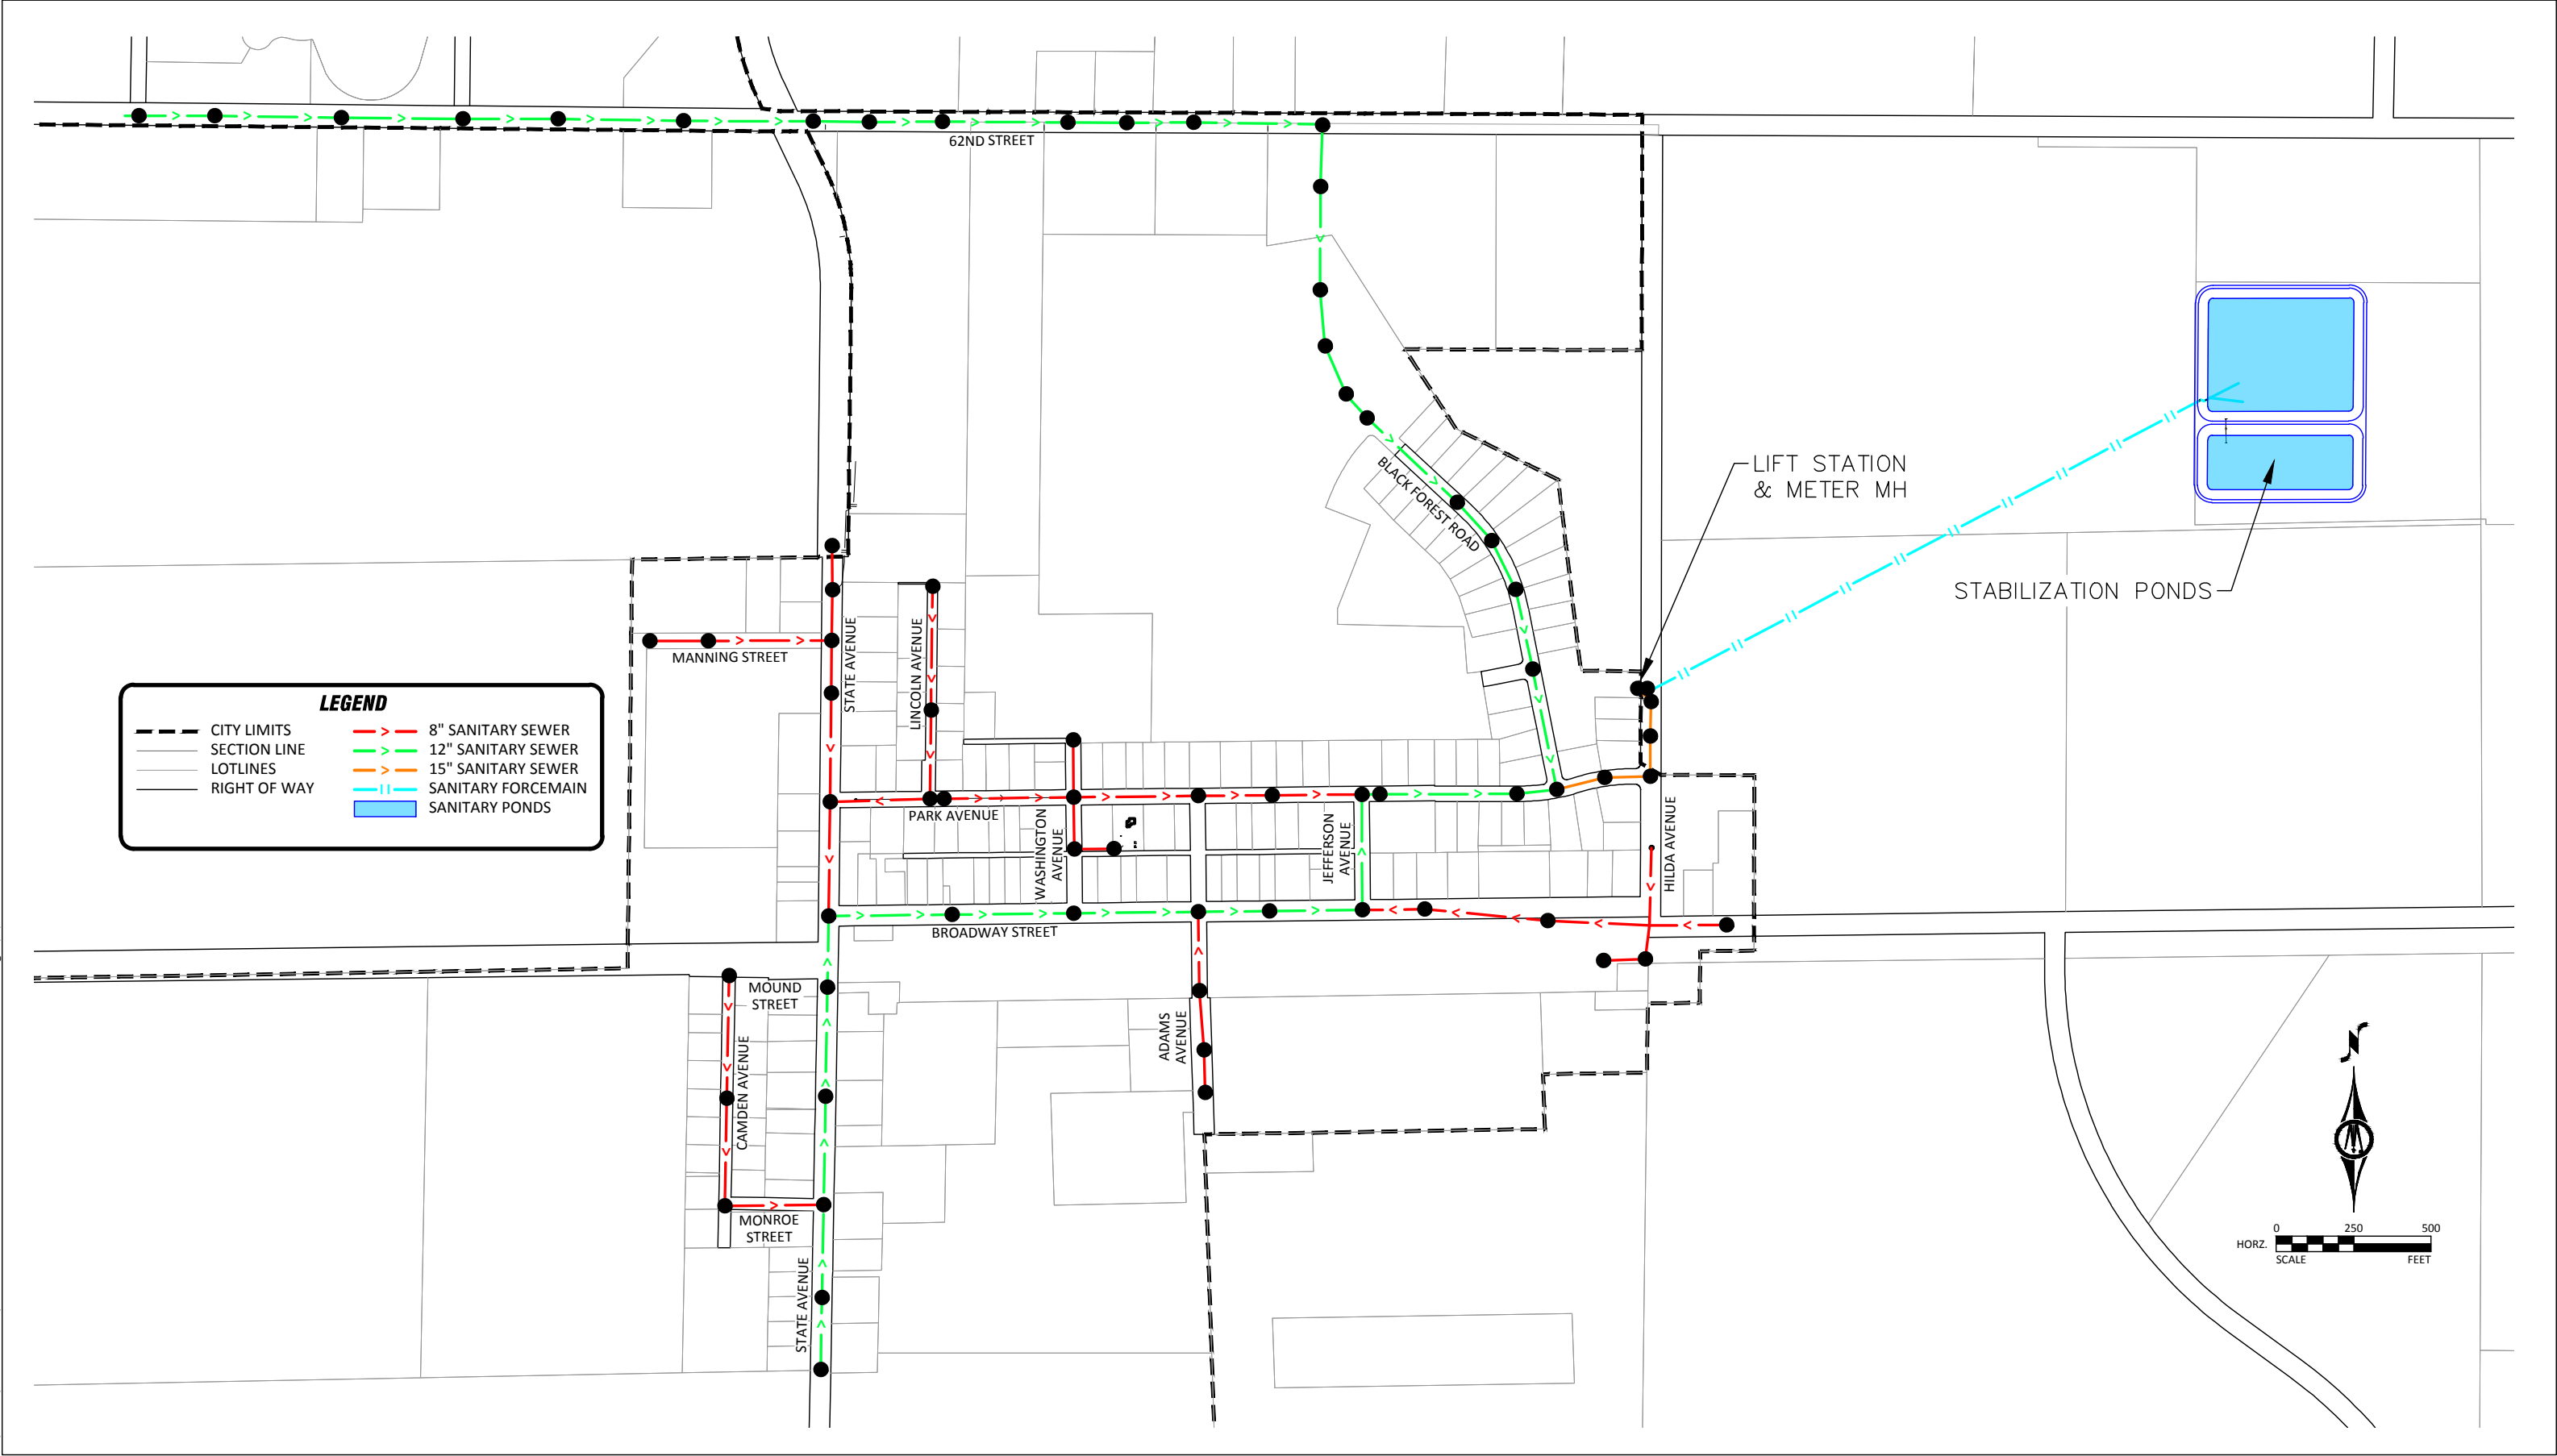 62ND STREET
BLACK FOREST ROAD
LIFT STATION
& METER MH
STABILIZATION PONDS
MANNING STREET
STATE AVENUE
LINCOLN AVENUE
LEGEND
CITY LIMITS
SECTION LINE
LOTLINES
RIGHT OF WAY
8" SANITARY SEWER
12" SANITARY SEWER
15" SANITARY SEWER
SANITARY FORCEMAIN
SANITARY PONDS
PARK AVENUE
WASHINGTON
AVENUE
JEFFERSON
AVENUE
HILDA AVENUE
BROADWAY STREET
MOUND
STREET
CAMDEN AVENUE
ADAMS
AVENUE
MONROE
STREET
STATE AVENUE
N
0 250 500
HORZ.
SCALE FEET